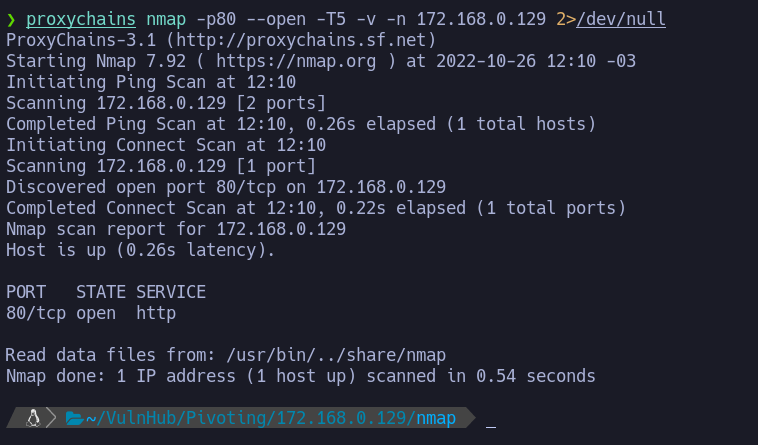 ❯ proxychains nmap -p80 --open -T5 -v -n 172.168.0.129 2>/dev/null
ProxyChains-3.1 (http://proxychains.sf.net)
Starting Nmap 7.92 ( https://nmap.org ) at 2022-10-26 12:10 -03
Initiating Ping Scan at 12:10
Scanning 172.168.0.129 [2 ports]
Completed Ping Scan at 12:10, 0.26s elapsed (1 total hosts)
Initiating Connect Scan at 12:10
Scanning 172.168.0.129 [1 port]
Discovered open port 80/tcp on 172.168.0.129
Completed Connect Scan at 12:10, 0.22s elapsed (1 total ports)
Nmap scan report for 172.168.0.129
Host is up (0.26s latency).
PORT   STATE SERVICE
80/tcp open  http
Read data files from: /usr/bin/../share/nmap
Nmap done: 1 IP address (1 host up) scanned in 0.54 seconds
~/VulnHub/Pivoting/172.168.0.129/nmap _